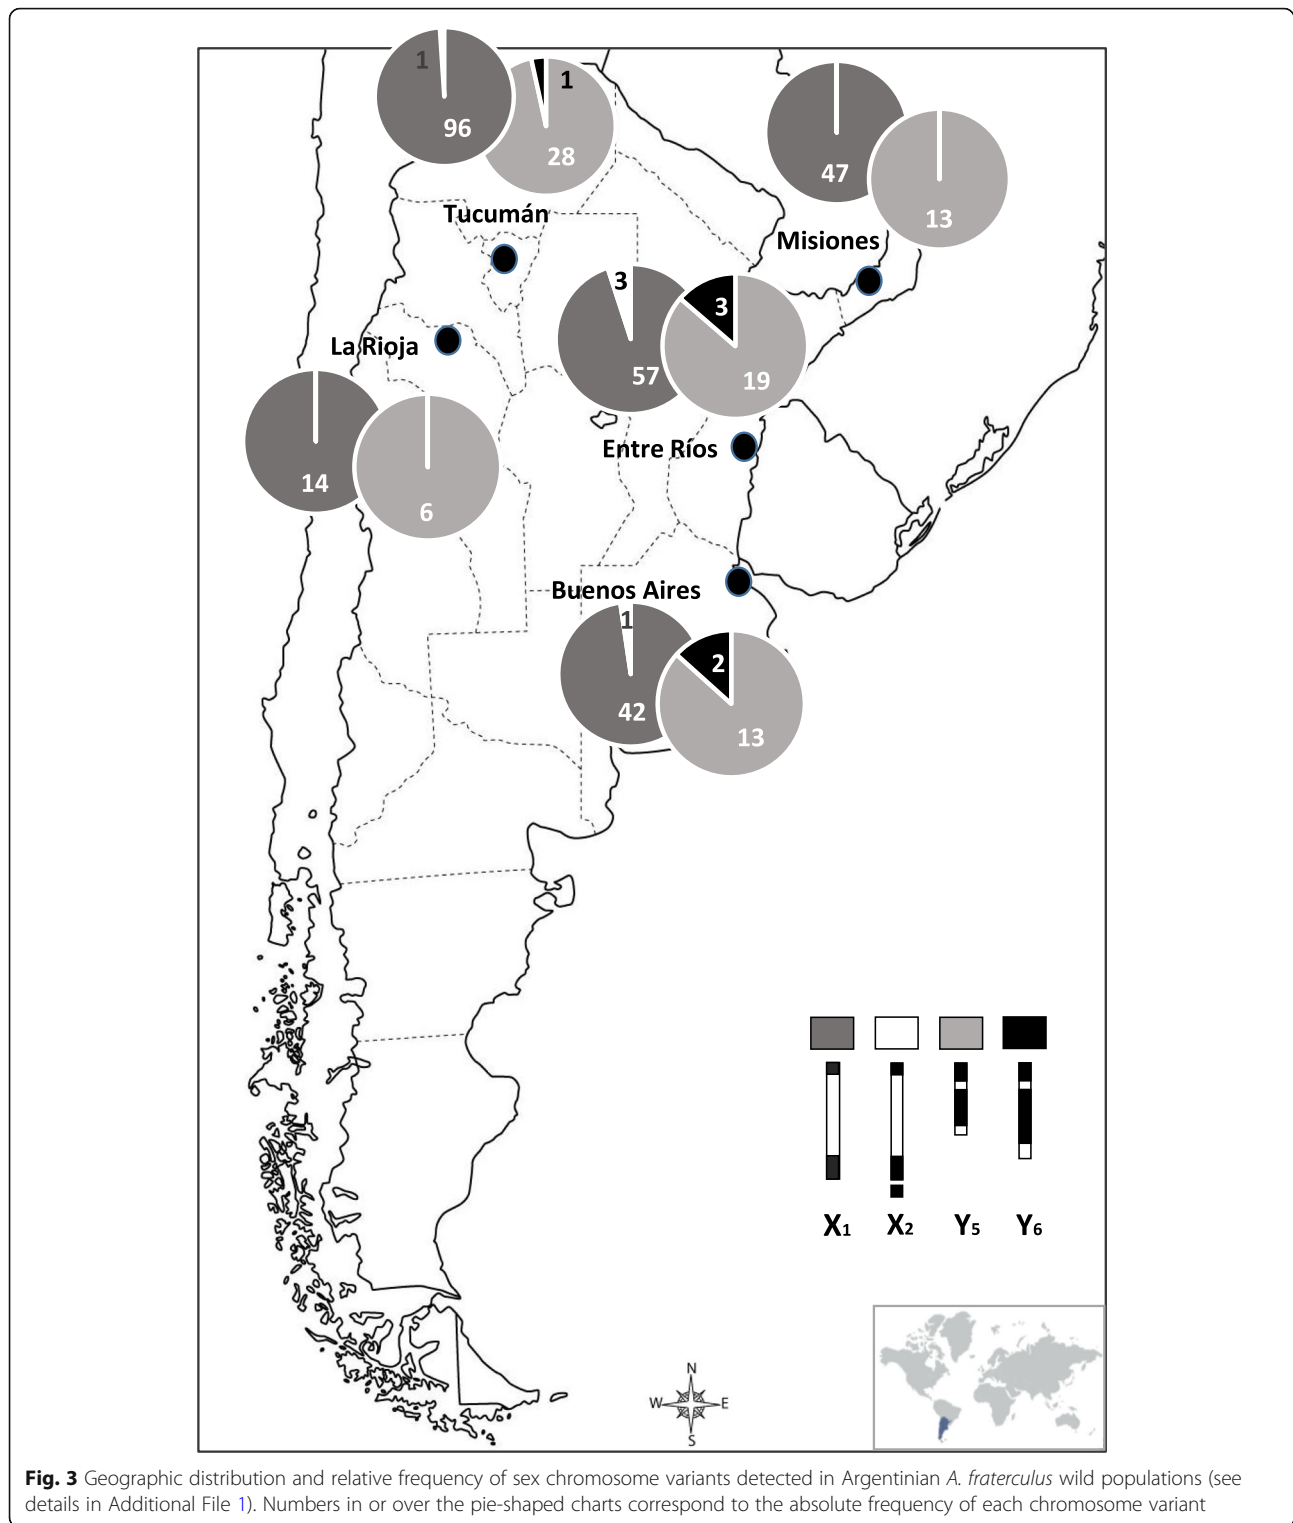 1
96
1
28
47
13
Tucumán
Misiones
3
57
3
19
La Rioja
14
6
Entre Ríos
Buenos Aires
1
42
2
13
X1 X2 Y5 Y6
N
W E
S
Fig. 3 Geographic distribution and relative frequency of sex chromosome variants detected in Argentinian A. fraterculus wild populations (see
details in Additional File 1). Numbers in or over the pie-shaped charts correspond to the absolute frequency of each chromosome variant